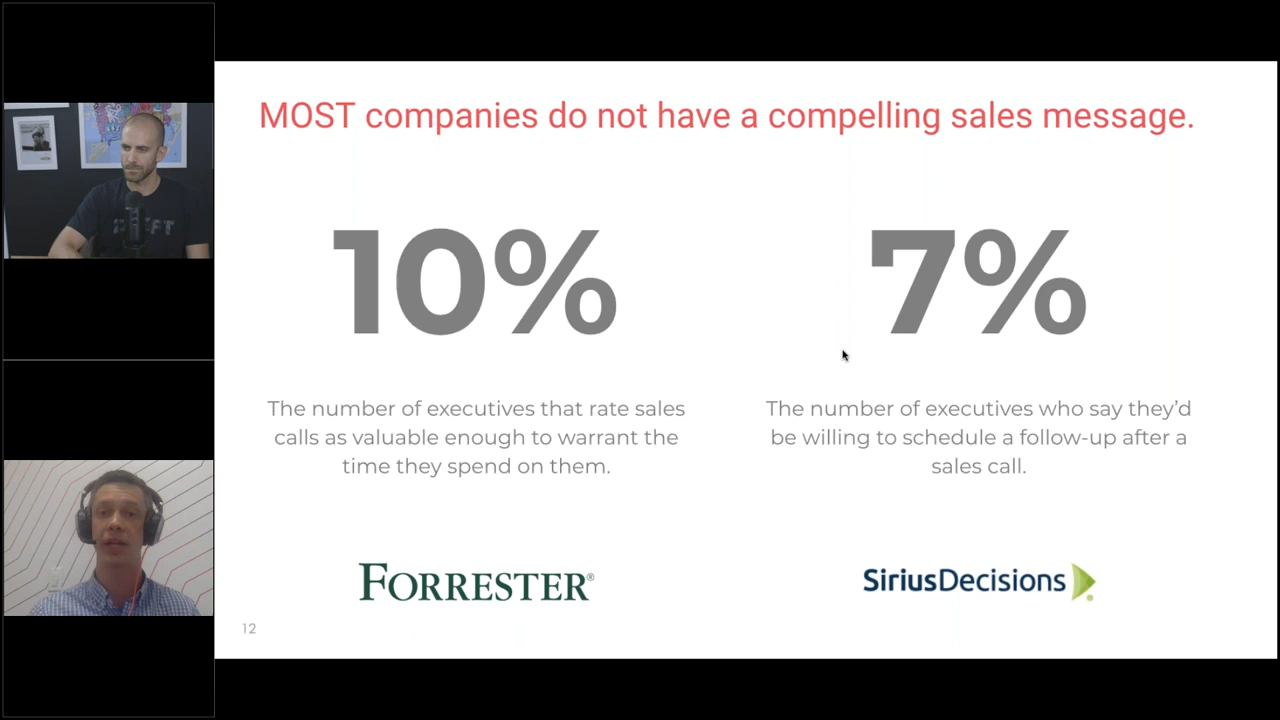 MOST companies do not have a compelling sales message.
10%
The number of executives that rate sales
calls as valuable enough to warrant the
time they spend on them.
FORRESTER®
7%
The number of executives who say they’d
be willing to schedule a follow-up after a
sales call.
SiriusDecisions
12